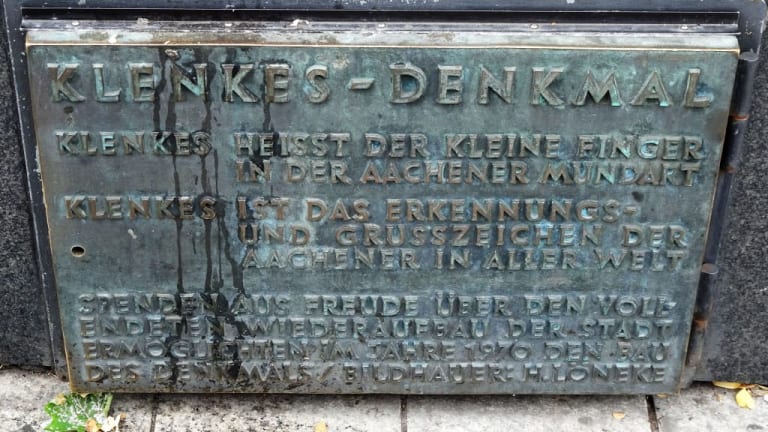 KLENKES-DENKMAL
KLENKES HEISST DER KLEINE FINGER
IN DER AACHENER MUNDART
KLENKES IST DAS ERKENNUNGS-
UND GRUSSZEICHEN DER
AACHENER IN ALLER WELT
SPENDEN AUS FREUDE ÜBER DEN VOLL-
ENDETEN WIEDERAUFBAU DER STADT
ERMÖGLICHTEN IM JAHRE 1970 DEN BAU
DES DENKMALS / BILDHAUER: H. LÖNEKE